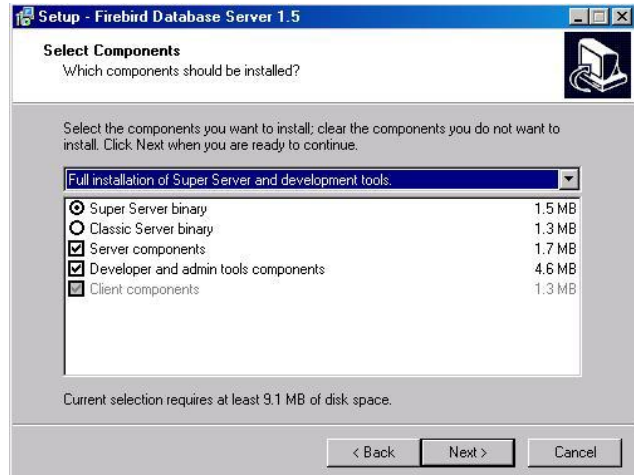 Setup - Firebird Database Server 1.5
Select Components
Which components should be installed?
Select the components you want to install; clear the components you do not want to
install. Click Next when you are ready to continue.
Full installation of Super Server and development tools.
Super Server binary 1.5 MB
Classic Server binary 1.3 MB
Server components 1.7 MB
Developer and admin tools components 4.6 MB
Client components 1.3 MB
Current selection requires at least 9.1 MB of disk space.
< Back Next > Cancel